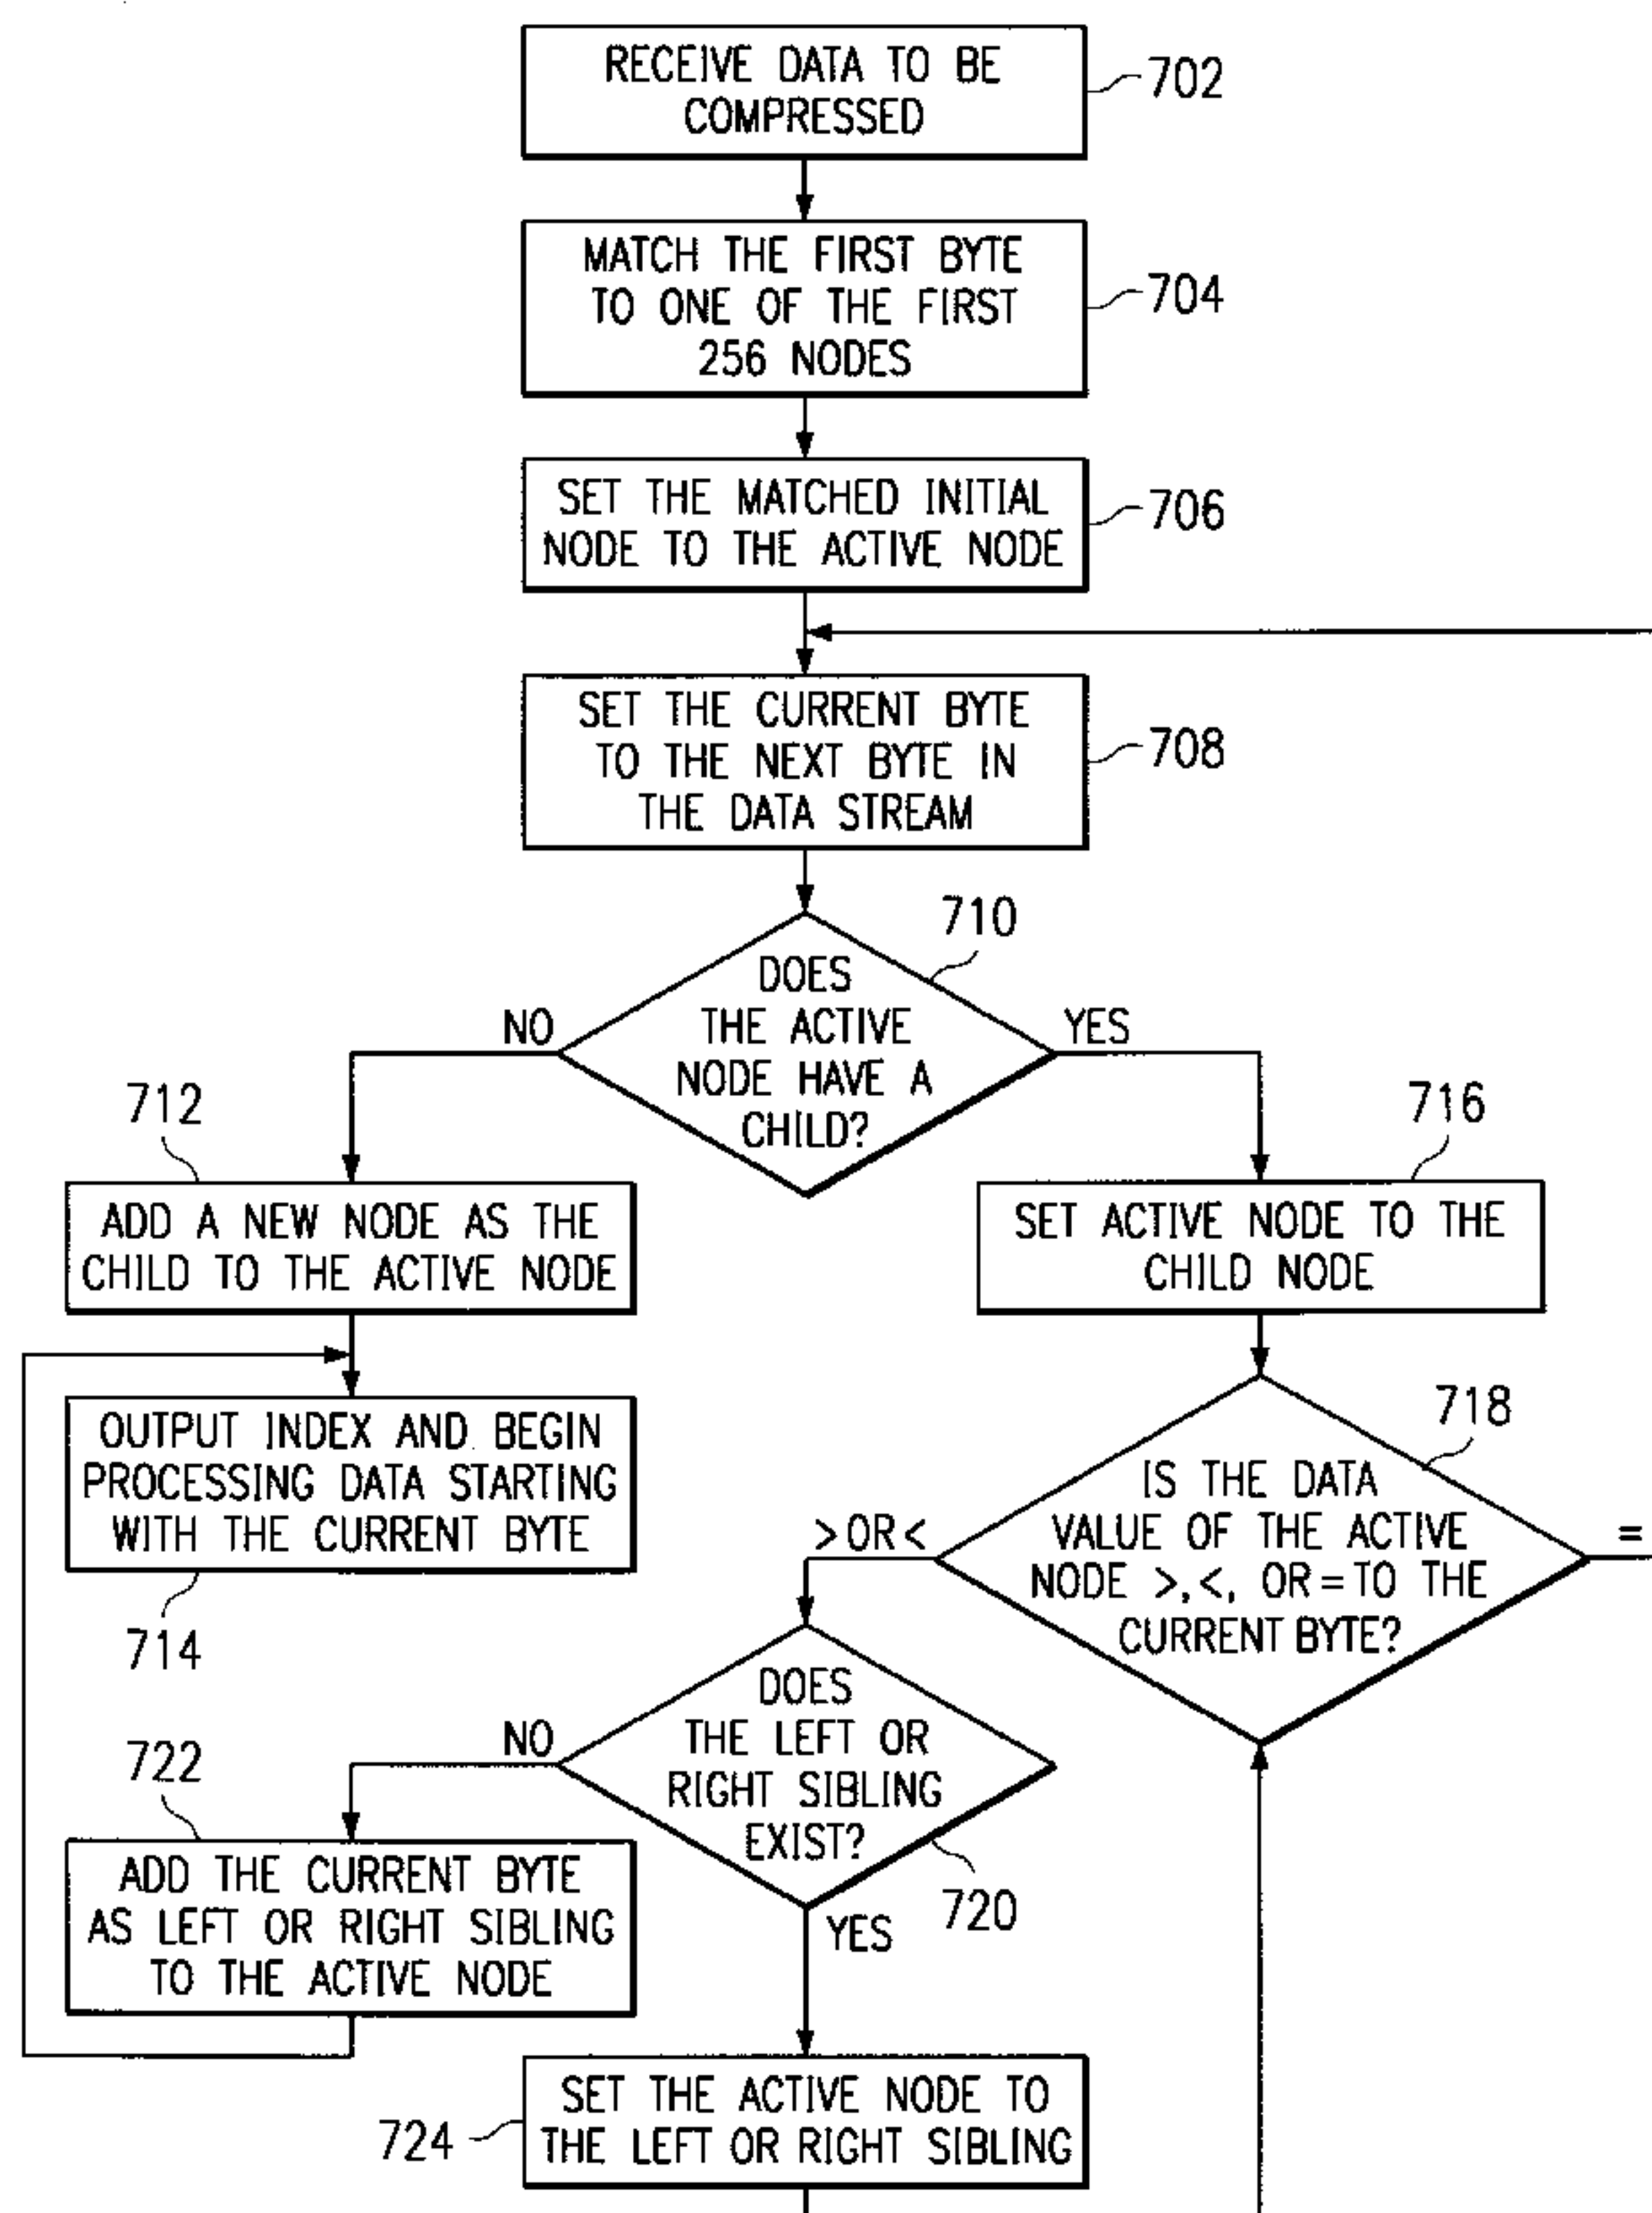 RECEIVE DATA TO BE
COMPRESSED
702
MATCH THE FIRST BYTE
TO ONE OF THE FIRST
256 NODES
704
SET THE MATCHED INITIAL
NODE TO THE ACTIVE NODE
706
SET THE CURRENT BYTE
TO THE NEXT BYTE IN
THE DATA STREAM
708
710
DOES
THE ACTIVE
NODE HAVE A
CHILD?
NO
YES
712
ADD A NEW NODE AS THE
CHILD TO THE ACTIVE NODE
716
SET ACTIVE NODE TO THE
CHILD NODE
OUTPUT INDEX AND BEGIN
PROCESSING DATA STARTING
WITH THE CURRENT BYTE
714
718
IS THE DATA
VALUE OF THE ACTIVE
NODE >,<, OR = TO THE
CURRENT BYTE?
> OR <
=
DOES
THE LEFT OR
RIGHT SIBLING
EXIST?
720
NO
YES
722
ADD THE CURRENT BYTE
AS LEFT OR RIGHT SIBLING
TO THE ACTIVE NODE
SET THE ACTIVE NODE TO
THE LEFT OR RIGHT SIBLING
724